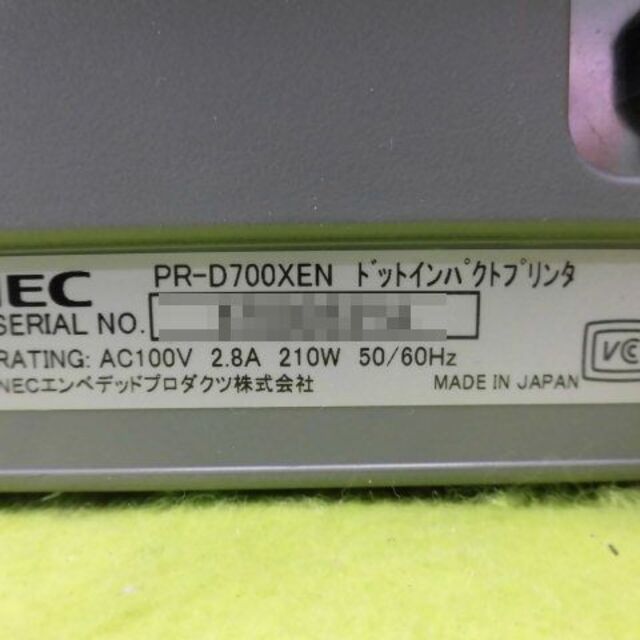 NEC PR-D700XEN ドットインパクトプリンタ
SERIAL NO.
RATING: AC100V 2.8A 210W 50/60Hz
NECエンベデッドプロダクツ株式会社 MADE IN JAPAN
VC